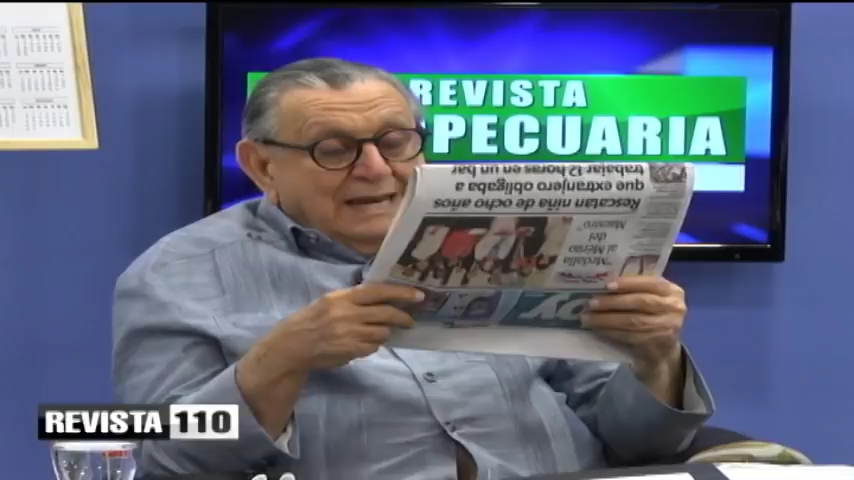 REVISTA
PECUARIA
Rescatan niña de ocho años
que extranjero obligaba a
trabajar 12 horas en un bar
"Medalla
al Mérito
del
Maestro"
HOY
REVISTA 110